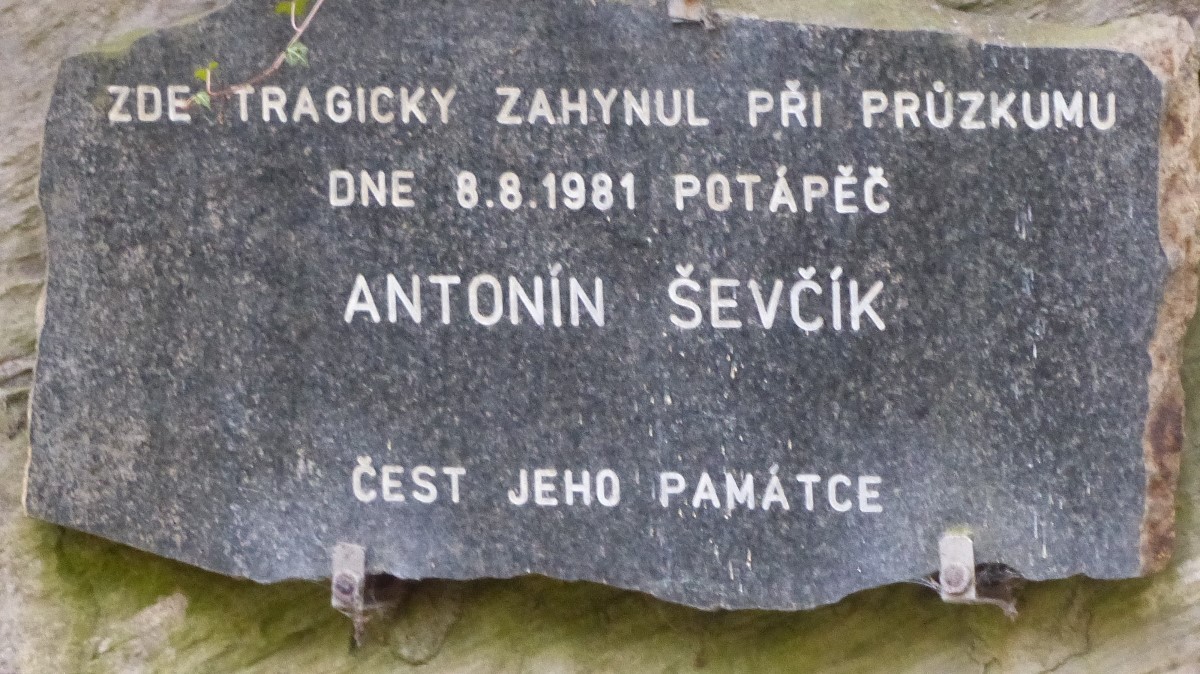 ZDE TRAGICKY ZAHYNUL PŘI PRŮZKUMU
DNE 8.8.1981 POTÁPĚČ
ANTONÍN ŠEVČÍK
ČEST JEHO PAMÁTCE